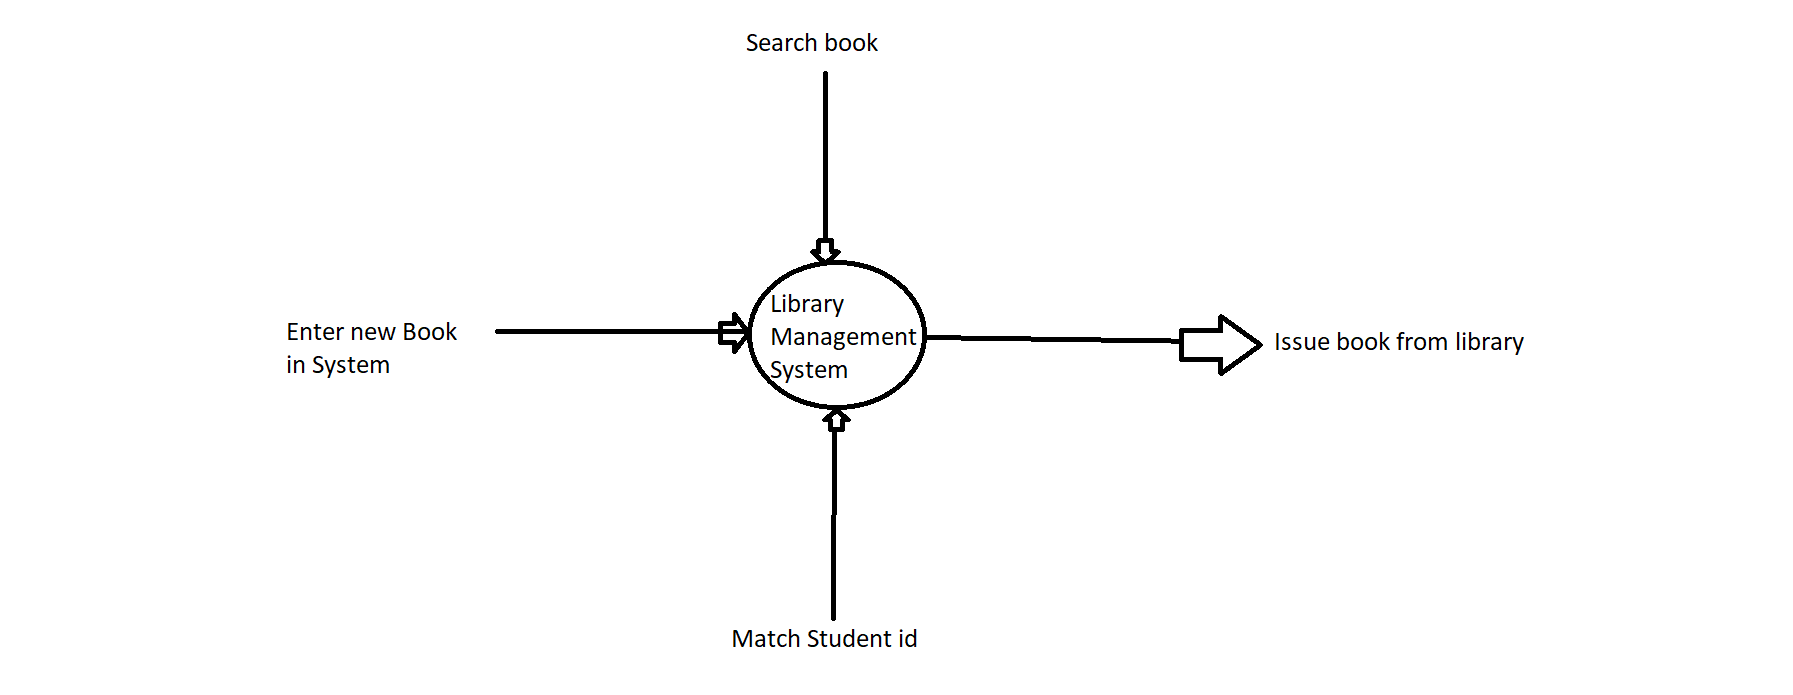 Search book
Library
Management
System
Enter new Book
in System
Issue book from library
Match Student id